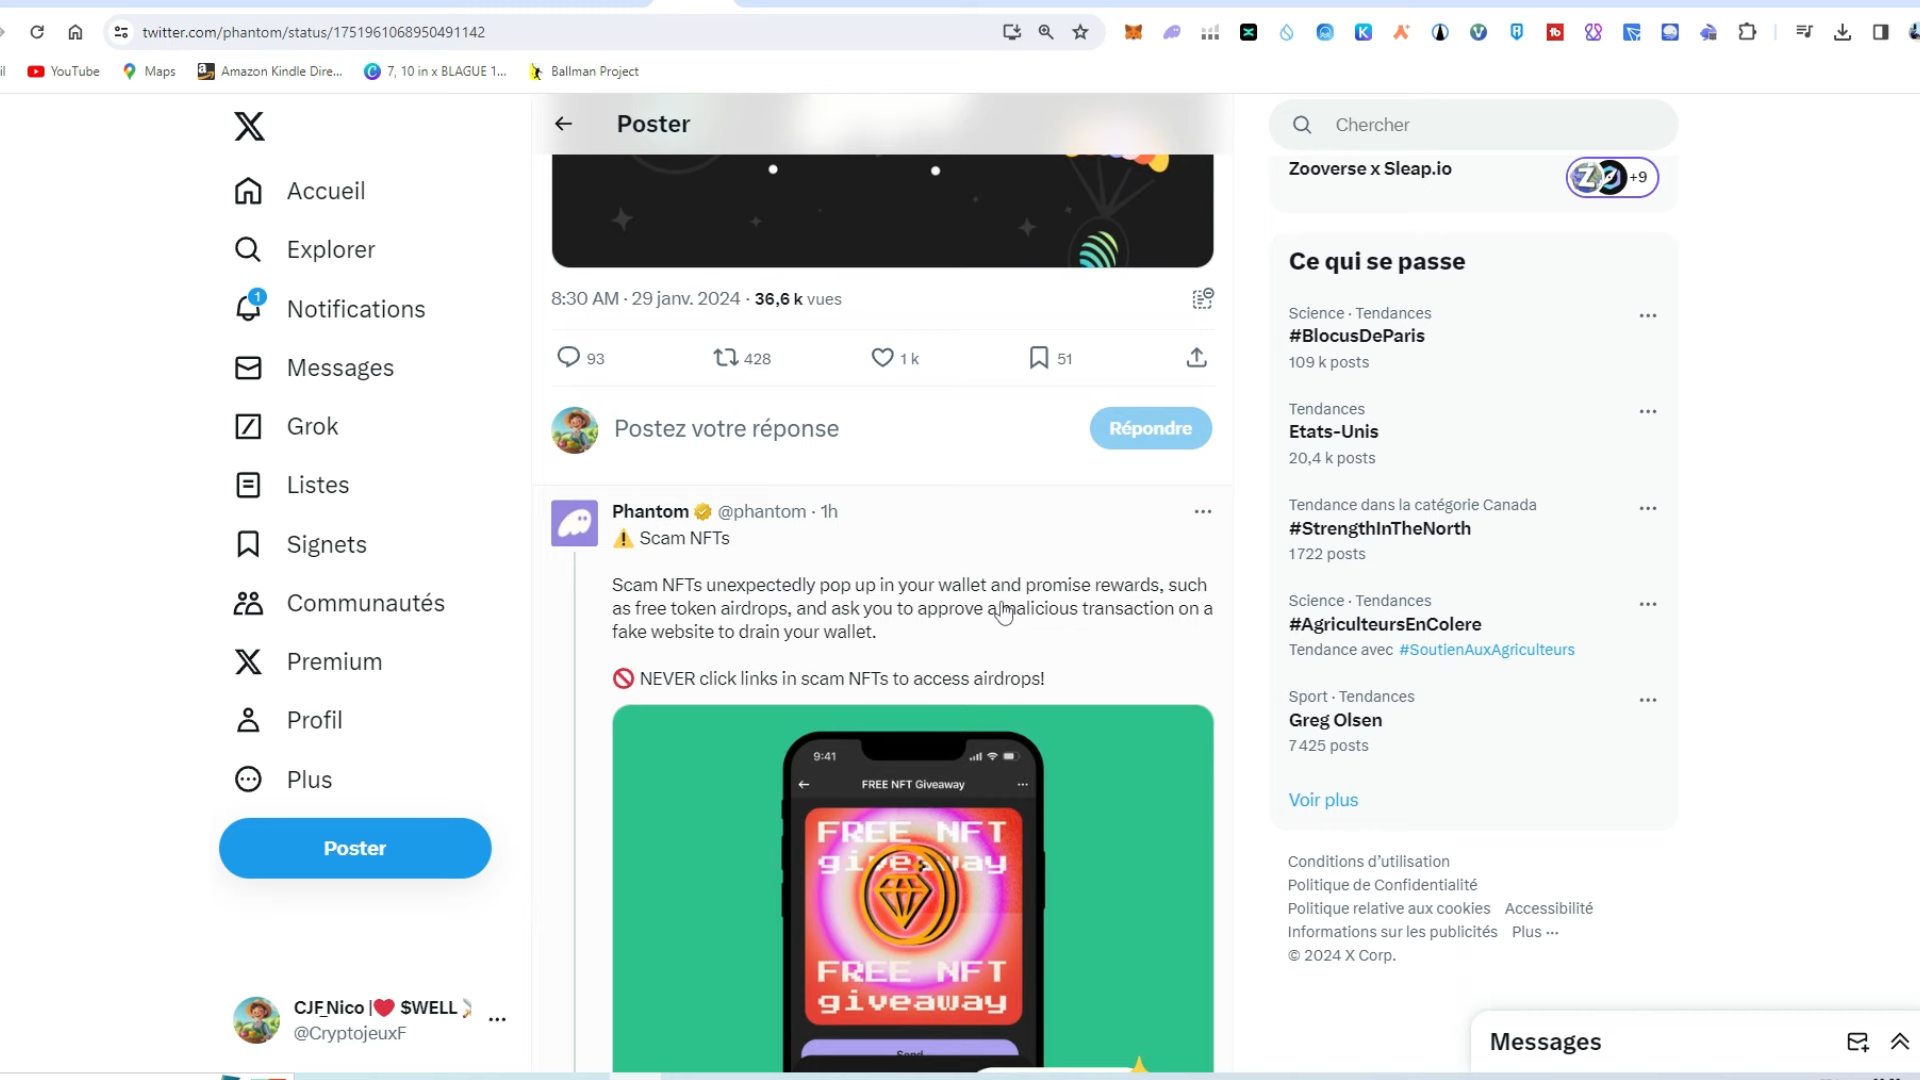 twitter.com/phantom/status/1751961068950491142
YouTube
Maps
Amazon Kindle Dire...
7, 10 in x BLAGUE 1...
Ballman Project
Accueil
Explorer
1
Notifications
Messages
Grok
Listes
Signets
Communautés
Premium
Profil
Plus
Poster
CJF_Nico | $WELL
@CryptojeuxF
Poster
8:30 AM · 29 janv. 2024 · 36,6 k vues
93
428
1 k
51
Postez votre réponse
Répondre
Phantom @phantom · 1h
Scam NFTs
Scam NFTs unexpectedly pop up in your wallet and promise rewards, such
as free token airdrops, and ask you to approve a malicious transaction on a
fake website to drain your wallet.
NEVER click links in scam NFTs to access airdrops!
9:41
FREE NFT Giveaway
FREE NFT
giveaway
FREE NFT
giveaway
Send
Chercher
Zooverse x Sleap.io
+9
Ce qui se passe
Science · Tendances
#BlocusDeParis
109 k posts
Tendances
Etats-Unis
20,4 k posts
Tendance dans la catégorie Canada
#StrengthInTheNorth
1722 posts
Science · Tendances
#AgriculteursEnColere
Tendance avec #SoutienAuxAgriculteurs
Sport · Tendances
Greg Olsen
7 425 posts
Voir plus
Conditions d'utilisation
Politique de Confidentialité
Politique relative aux cookies Accessibilité
Informations sur les publicités Plus ···
© 2024 X Corp.
Messages